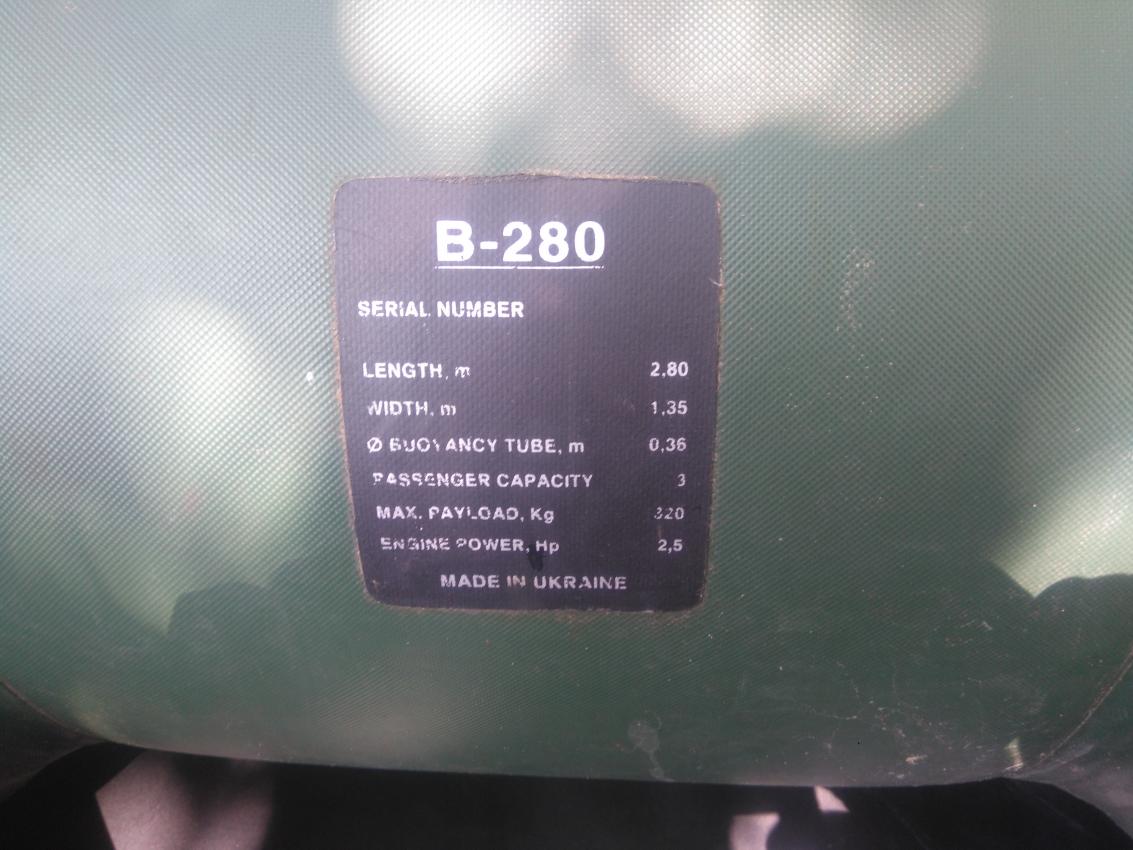 B-280
SERIAL NUMBER
LENGTH, m 2,80
WIDTH, m 1,35
Ø BUOYANCY TUBE, m 0,36
PASSENGER CAPACITY 3
MAX. PAYLOAD, Kg 320
ENGINE POWER, Hp 2,5
MADE IN UKRAINE